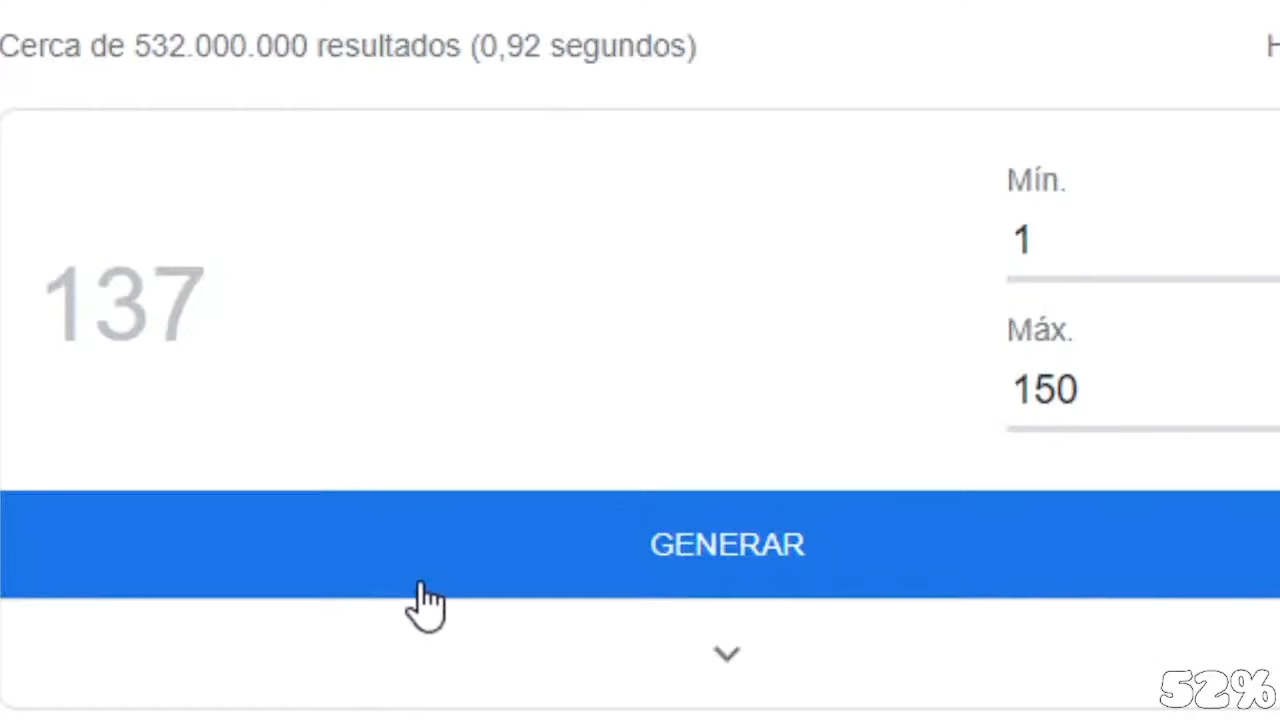 Cerca de 532.000.000 resultados (0,92 segundos)
Mín.
1
137
Máx.
150
GENERAR
52%